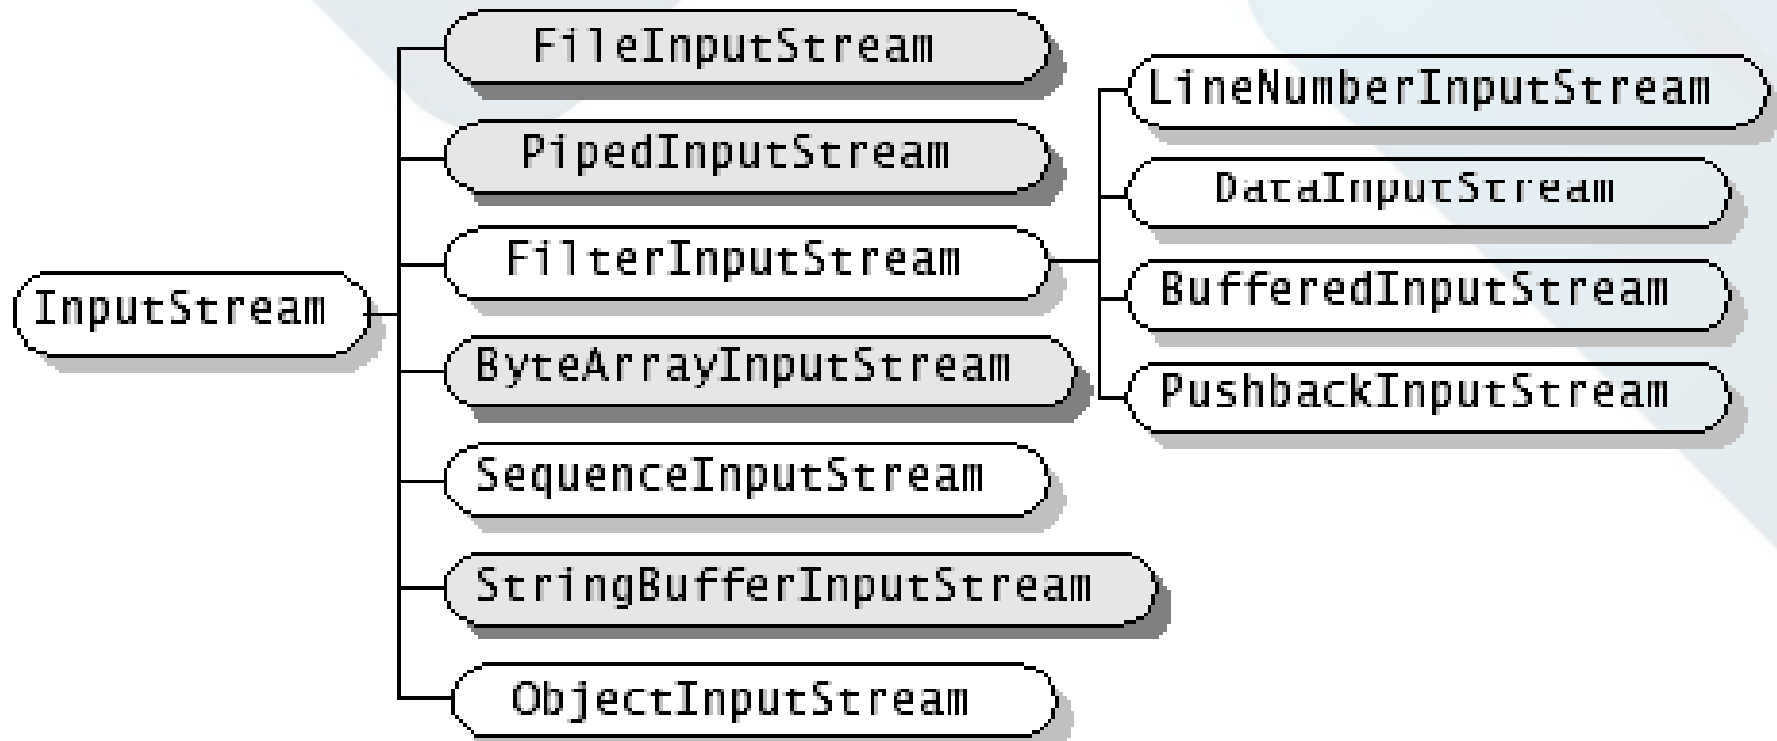 InputStream
FileInputStream
PipedInputStream
FilterInputStream
ByteArrayInputStream
SequenceInputStream
StringBufferInputStream
ObjectInputStream
LineNumberInputStream
DataInputStream
BufferedInputStream
PushbackInputStream